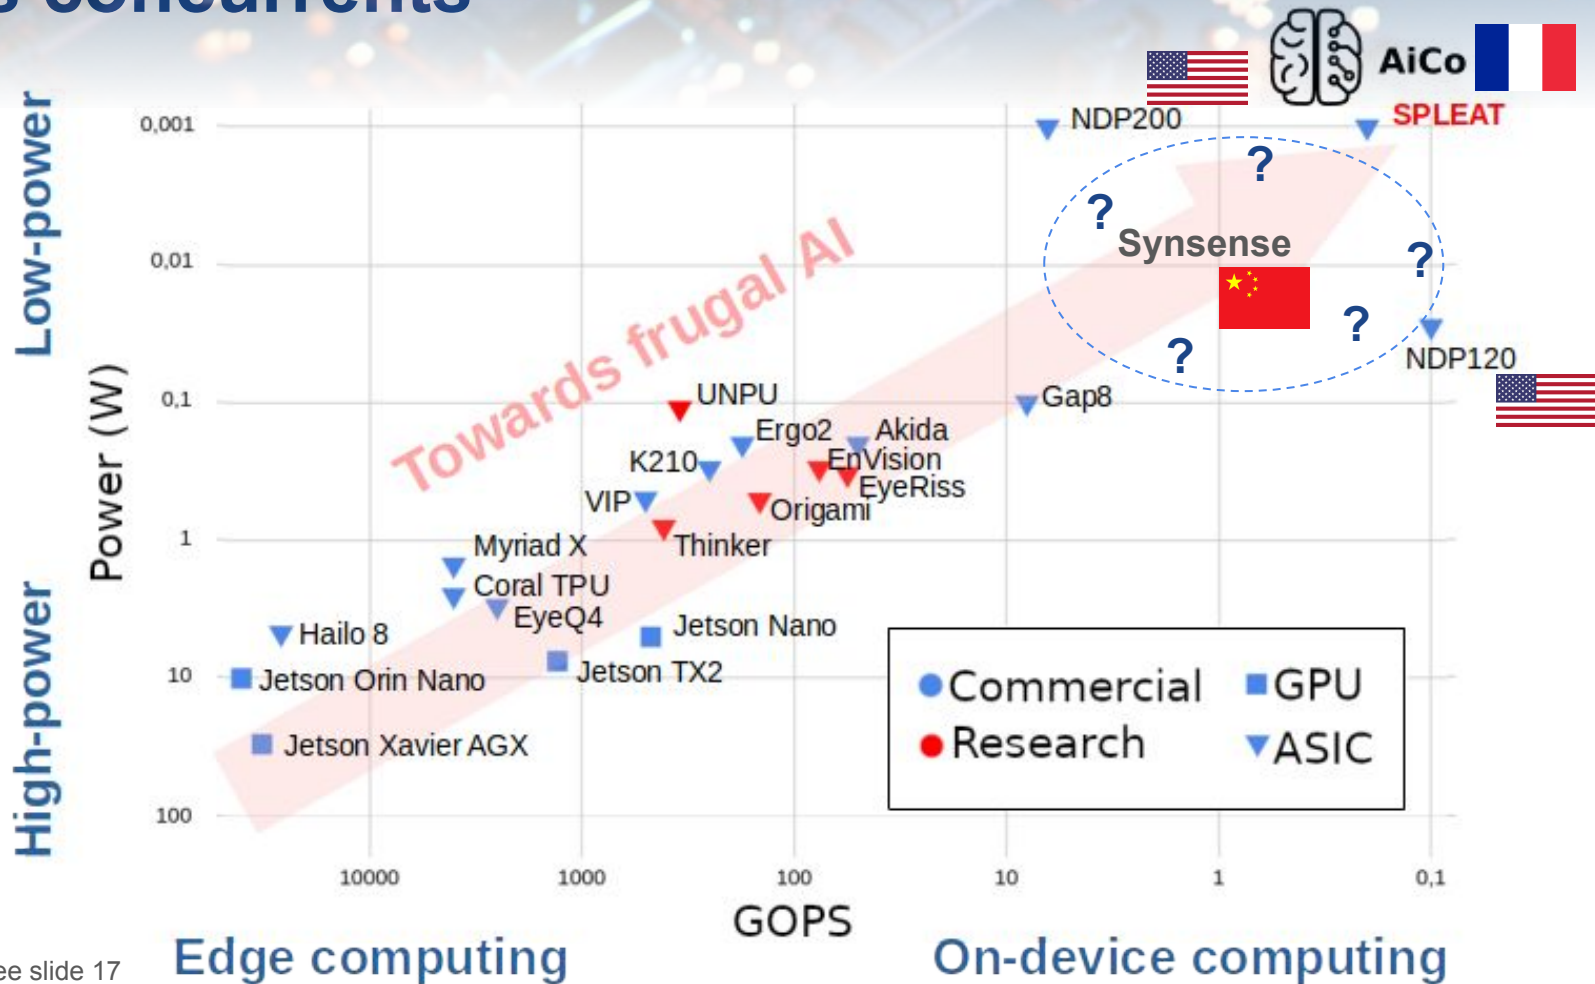 concurrents
AiCo
SPLEAT
NDP200
0,001
?
?
Synsense
?
0,01
?
?
NDP120
Low-power
Towards frugal AI
Power (W)
0,1
UNPU
Gap8
Ergo2
Akida
K210
EnVision
EyeRiss
VIP
Origami
1
Myriad X
Thinker
Coral TPU
EyeQ4
Hailo 8
Jetson Nano
10
Jetson Orin Nano
Jetson TX2
Jetson Xavier AGX
High-power
100
Commercial
GPU
Research
ASIC
10000
1000
100
10
1
0,1
GOPS
Edge computing
On-device computing
ee slide 17